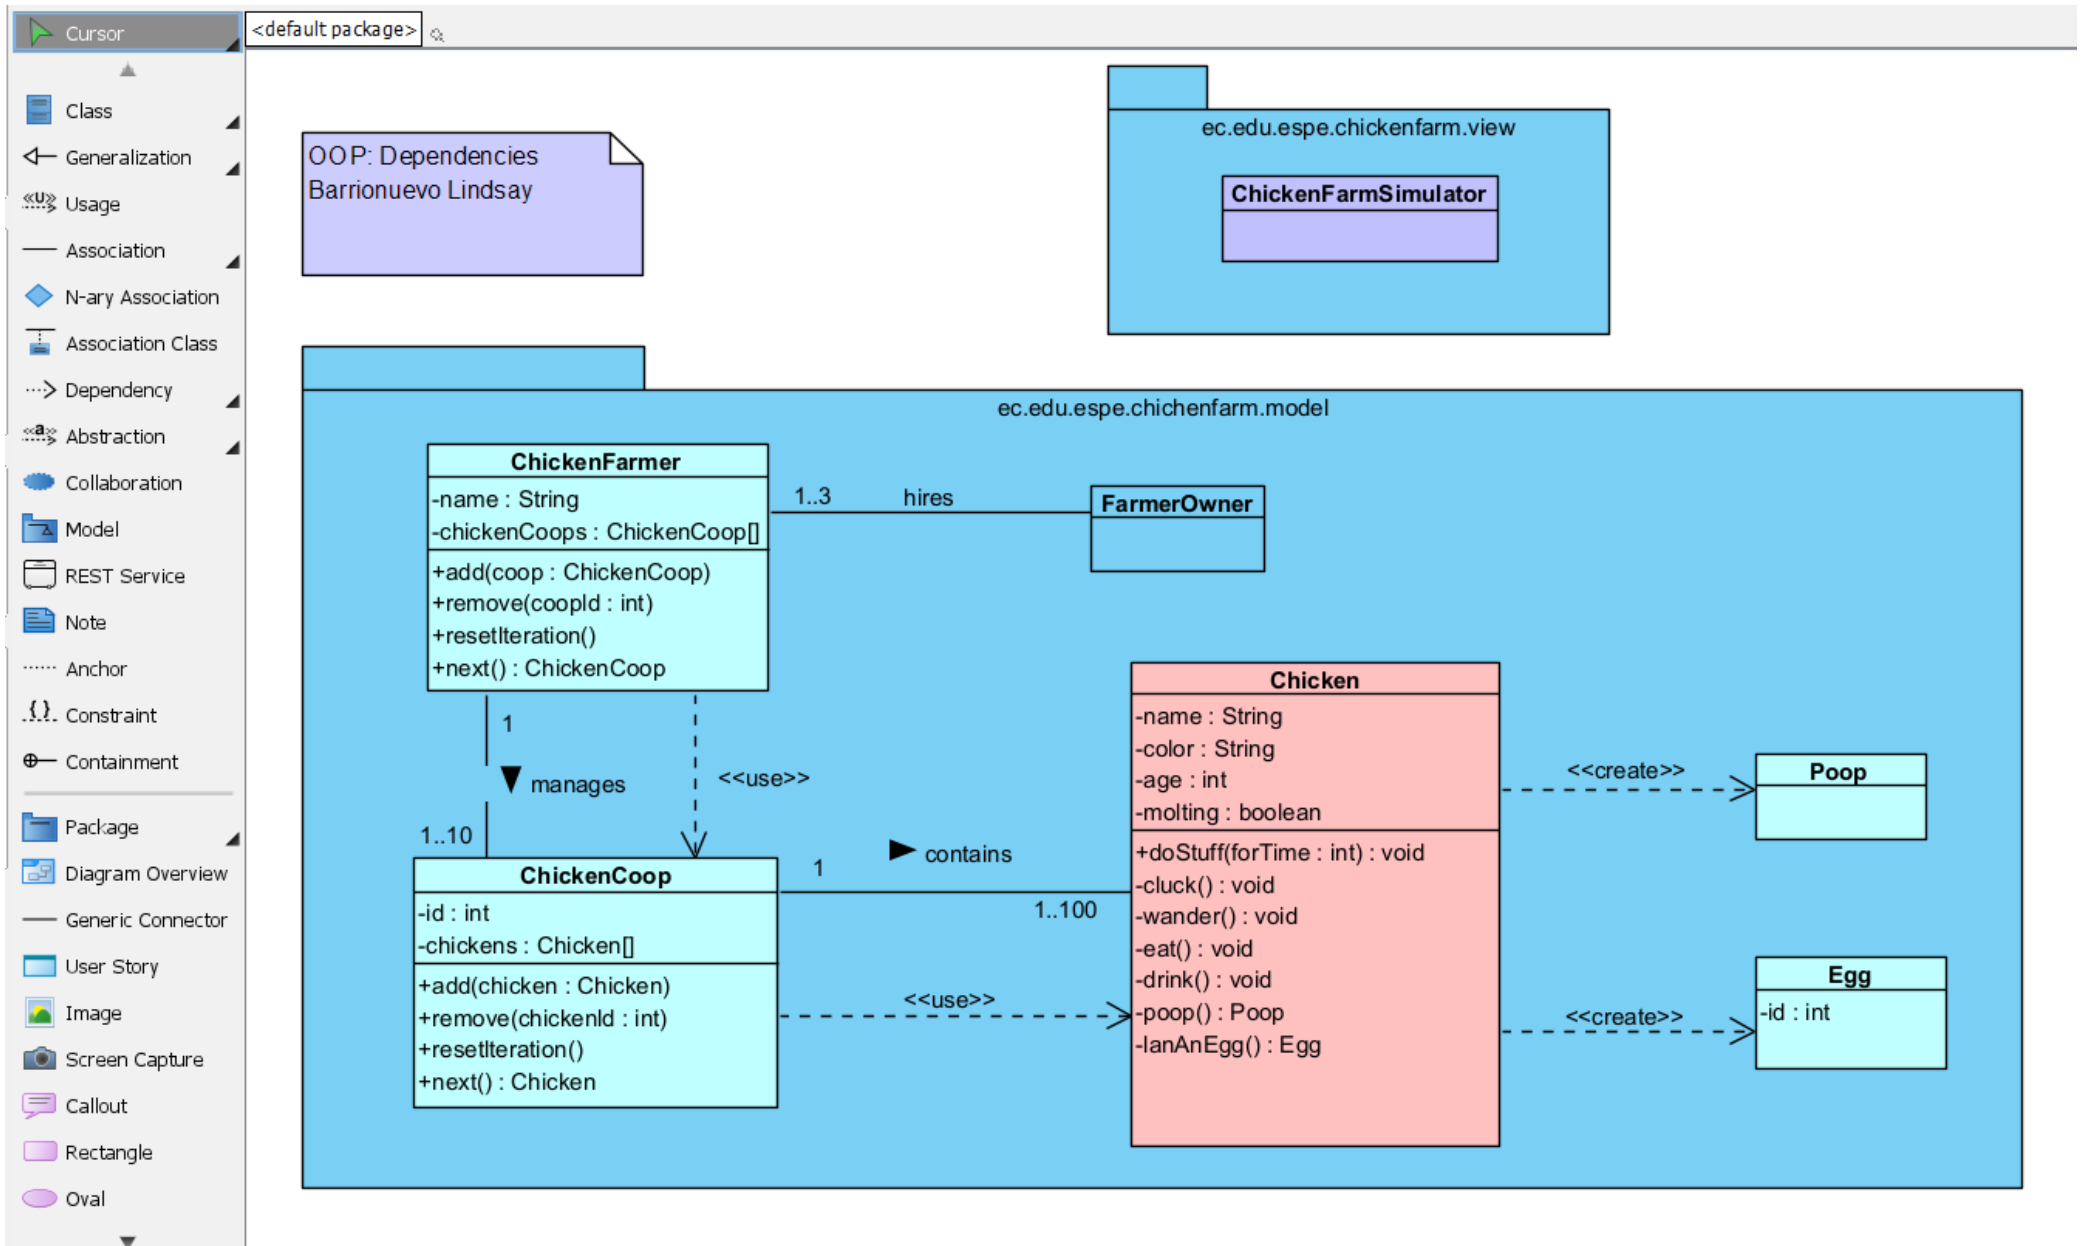 Cursor
<default package>
Class
Generalization
<<U>>
Usage
Association
N-ary Association
Association Class
Dependency
<<a>>
Abstraction
Collaboration
Model
REST Service
Note
Anchor
{}
Constraint
Containment
Package
Diagram Overview
Generic Connector
User Story
Image
Screen Capture
Callout
Rectangle
Oval
OOP: Dependencies
Barrionuevo Lindsay
ec.edu.espe.chickenfarm.view
ChickenFarmSimulator
ec.edu.espe.chichenfarm.model
ChickenFarmer
-name : String
-chickenCoops : ChickenCoop[]
+add(coop : ChickenCoop)
+remove(coopId : int)
+resetIteration()
+next() : ChickenCoop
1..3 hires
FarmerOwner
1
manages
1..10
<<use>>
ChickenCoop
-id : int
-chickens : Chicken[]
+add(chicken : Chicken)
+remove(chickenId : int)
+resetIteration()
+next() : Chicken
1
contains
1..100
<<use>>
Chicken
-name : String
-color : String
-age : int
-molting : boolean
+doStuff(forTime : int) : void
-cluck() : void
-wander() : void
-eat() : void
-drink() : void
-poop() : Poop
-lanAnEgg() : Egg
<<create>>
Poop
<<create>>
Egg
-id : int